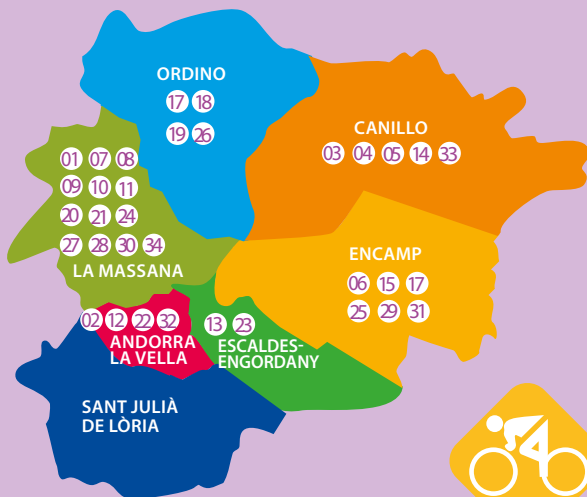 ORDINO
17 18
19 26
CANILLO
03 04 05 14 33
01 07 08
09 10 11
20 21 24
27 28 30 34
LA MASSANA
ENCAMP
06 15 17
25 29 31
02 12 22 32
ANDORRA
LA VELLA
13 23
ESCALDES-
ENGORDANY
SANT JULIÀ
DE LÒRIA